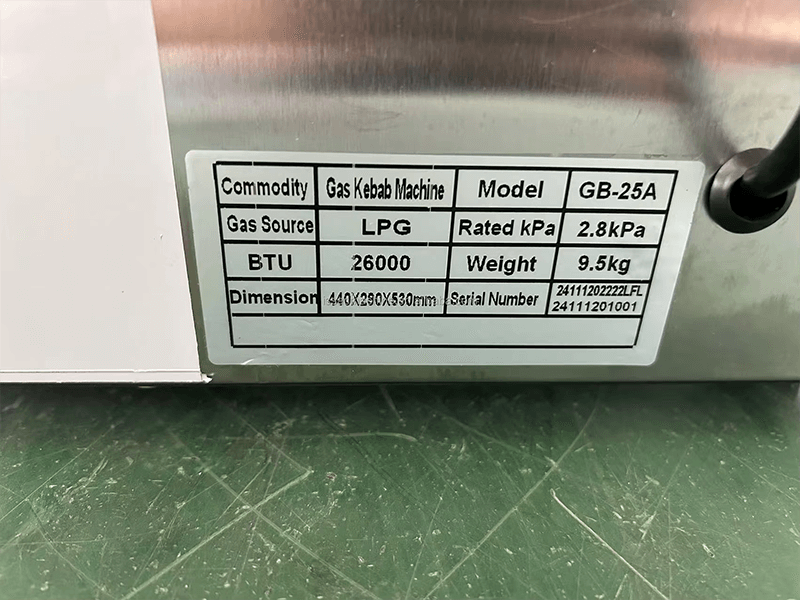 Commodity Gas Kebab Machine Model GB-25A
Gas Source LPG Rated kPa 2.8kPa
BTU 26000 Weight 9.5kg
Dimension 440X290X530mm Serial Number 24111202222LFL
24111201001